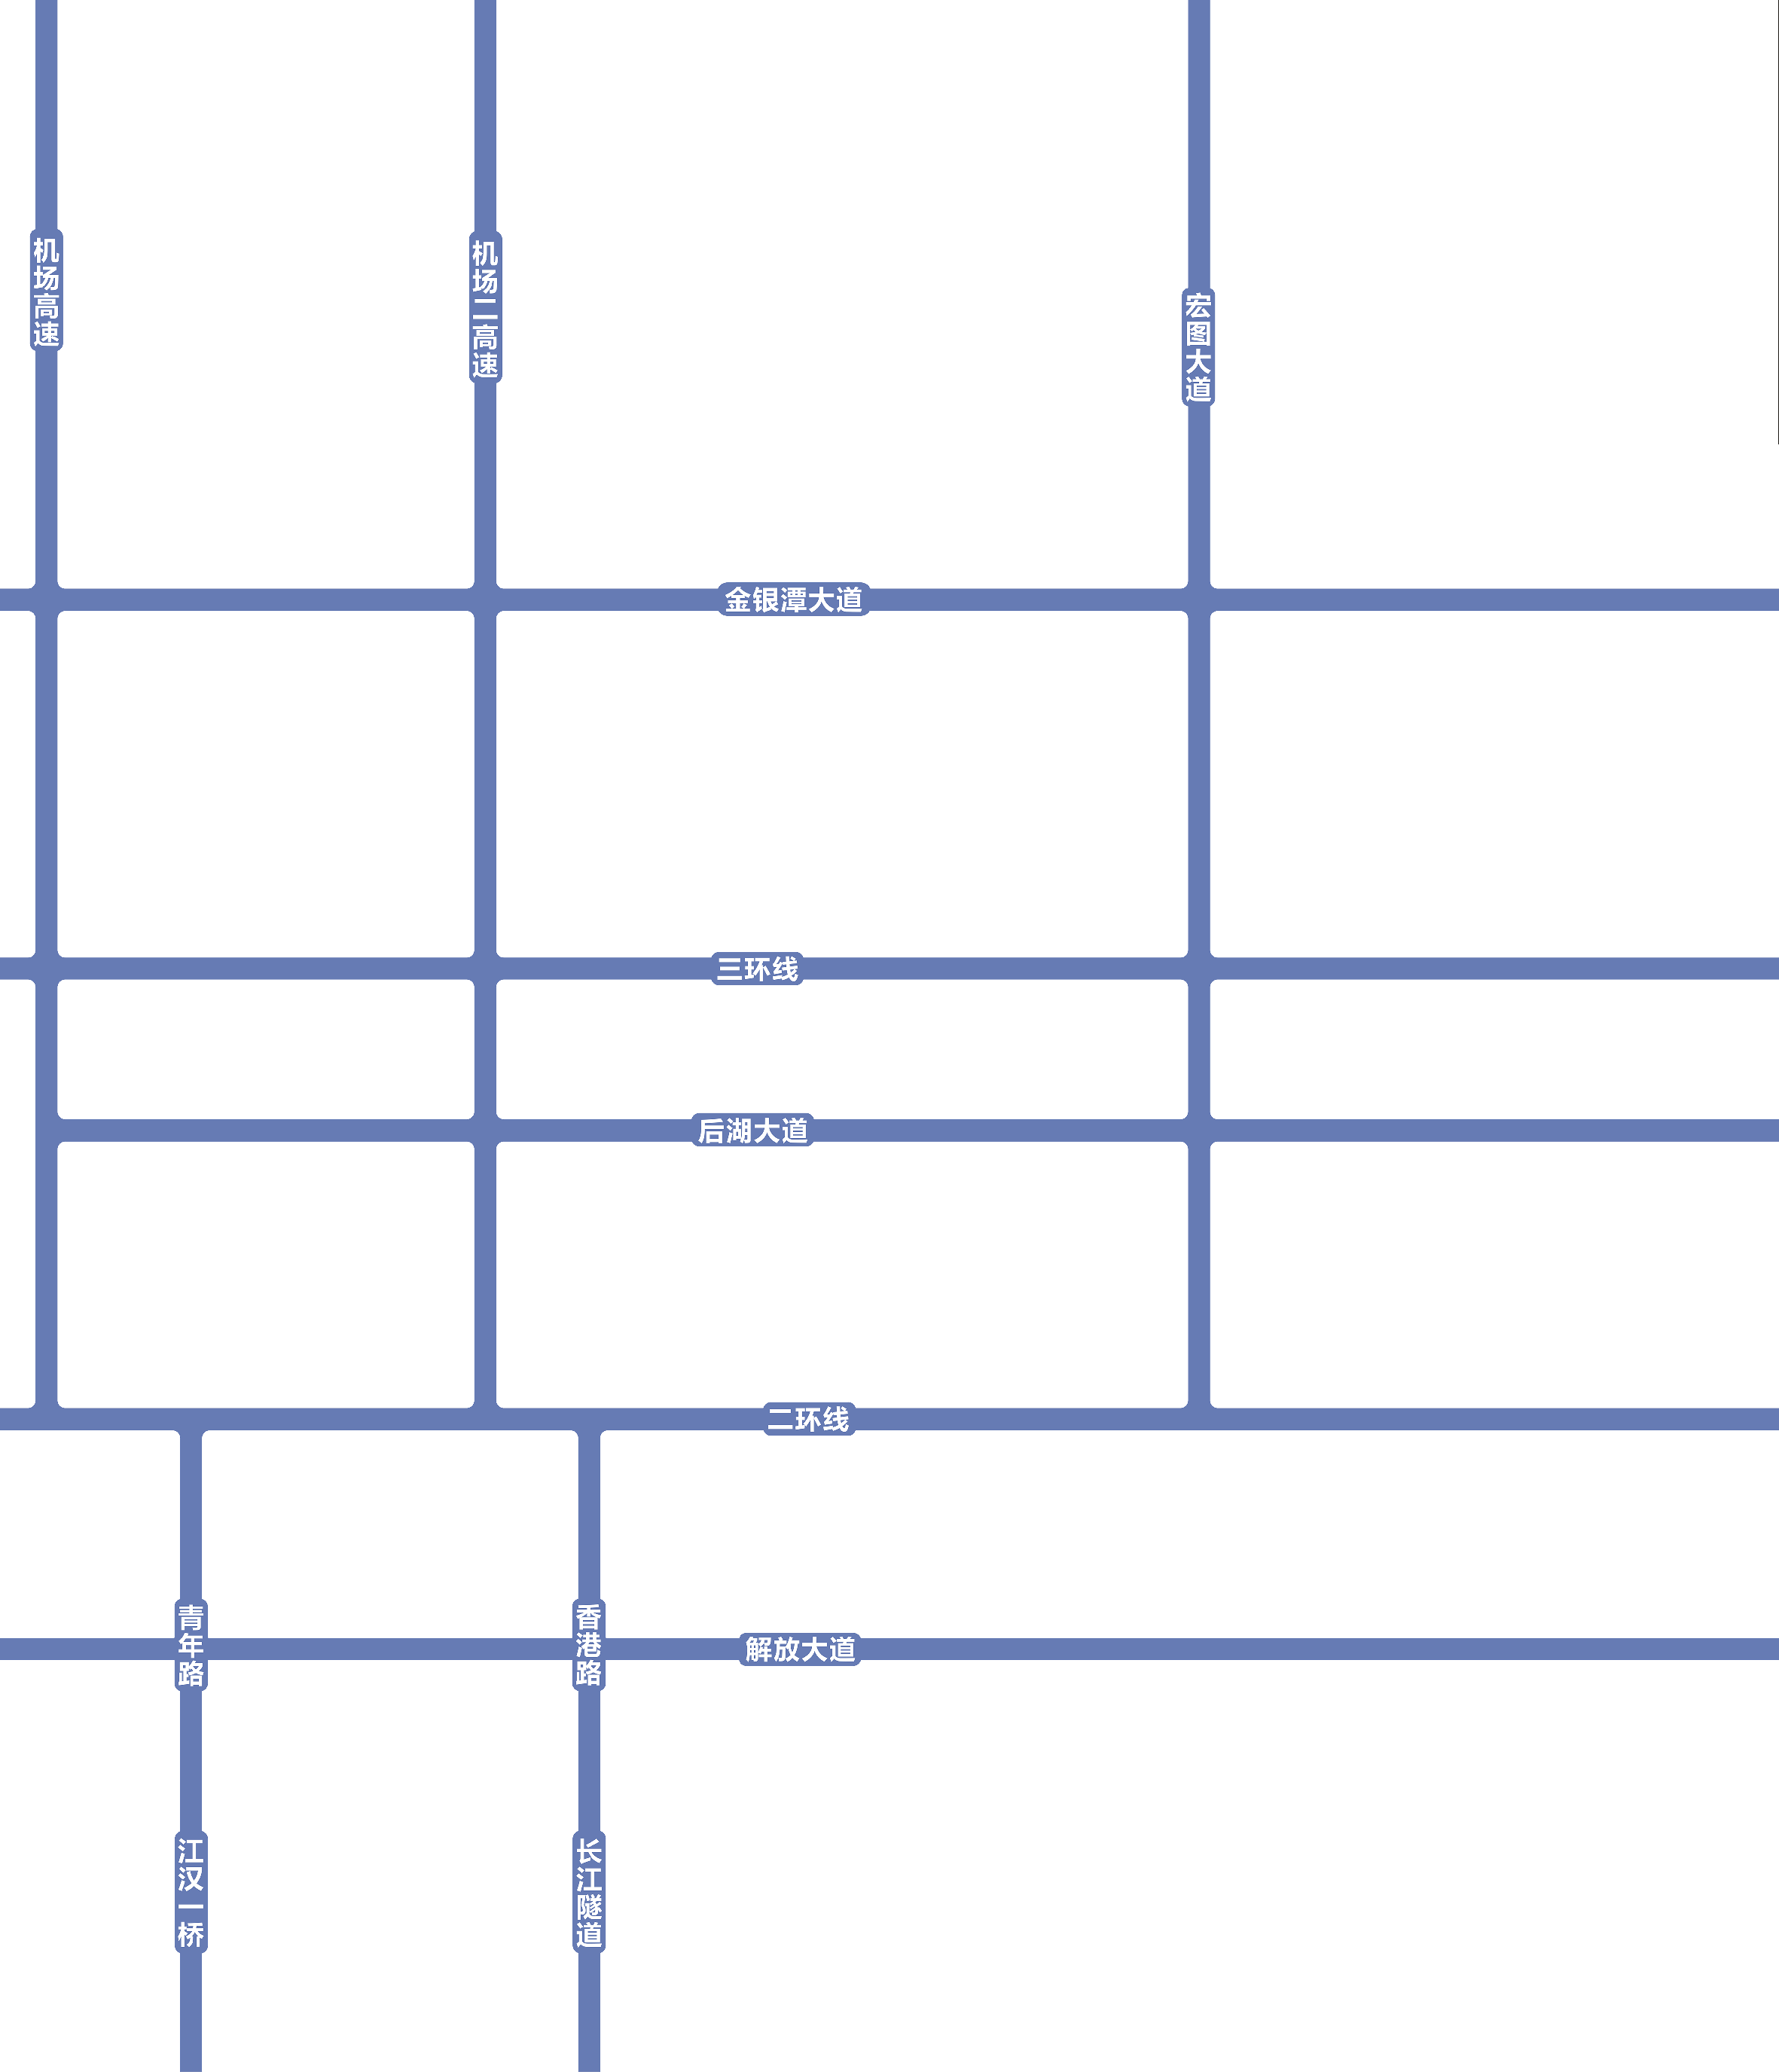 机场高速
机场二高速
宏图大道
金银潭大道
三环线
后湖大道
二环线
青年路
香港路
解放大道
江汉一桥
长江隧道